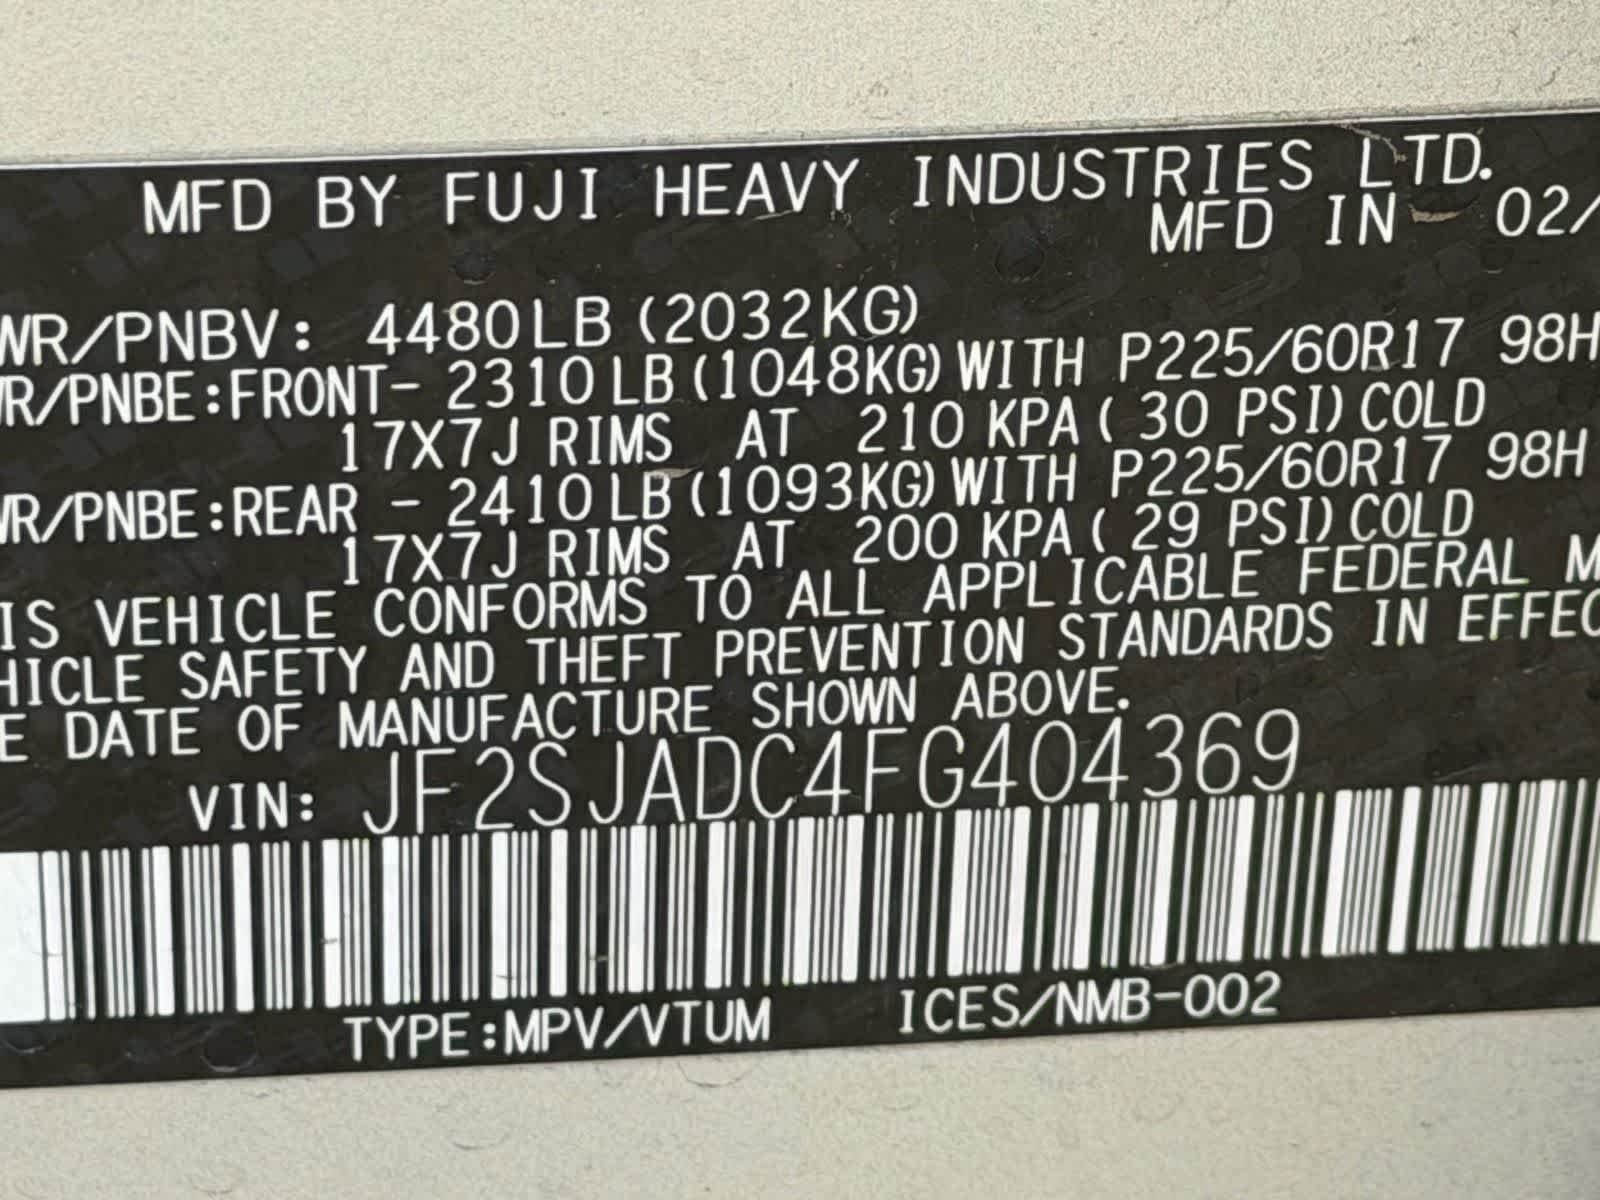 MFD BY FUJI HEAVY INDUSTRIES LTD.
MFD IN 02/
WR/PNBV: 4480LB (2032KG)
WR/PNBE:FRONT- 2310LB (1048KG) WITH P225/60R17 98H
17X7J RIMS AT 210 KPA ( 30 PSI) COLD
WR/PNBE:REAR - 2410LB (1093KG) WITH P225/60R17 98H
17X7J RIMS AT 200 KPA ( 29 PSI) COLD
IS VEHICLE CONFORMS TO ALL APPLICABLE FEDERAL M
HICLE SAFETY AND THEFT PREVENTION STANDARDS IN EFFEC
E DATE OF MANUFACTURE SHOWN ABOVE.
VIN: JF2SJADC4FG404369
TYPE:MPV/VTUM ICES/NMB-002